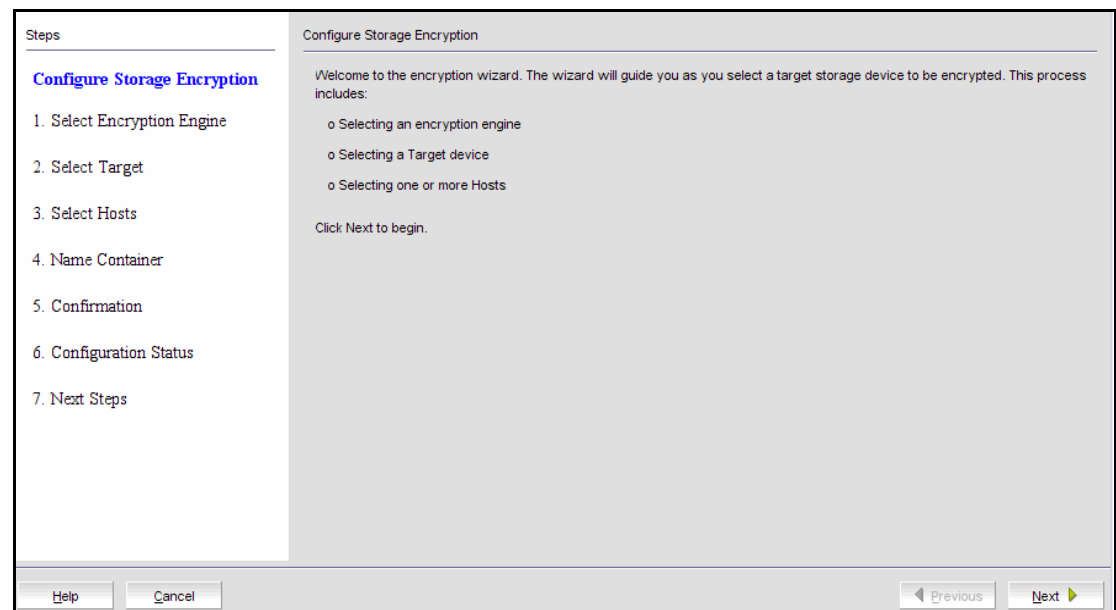 Steps
Configure Storage Encryption
1. Select Encryption Engine
2. Select Target
3. Select Hosts
4. Name Container
5. Confirmation
6. Configuration Status
7. Next Steps
Configure Storage Encryption
Welcome to the encryption wizard. The wizard will guide you as you select a target storage device to be encrypted. This process
includes:
o Selecting an encryption engine
o Selecting a Target device
o Selecting one or more Hosts
Click Next to begin.
Help
Cancel
Previous
Next